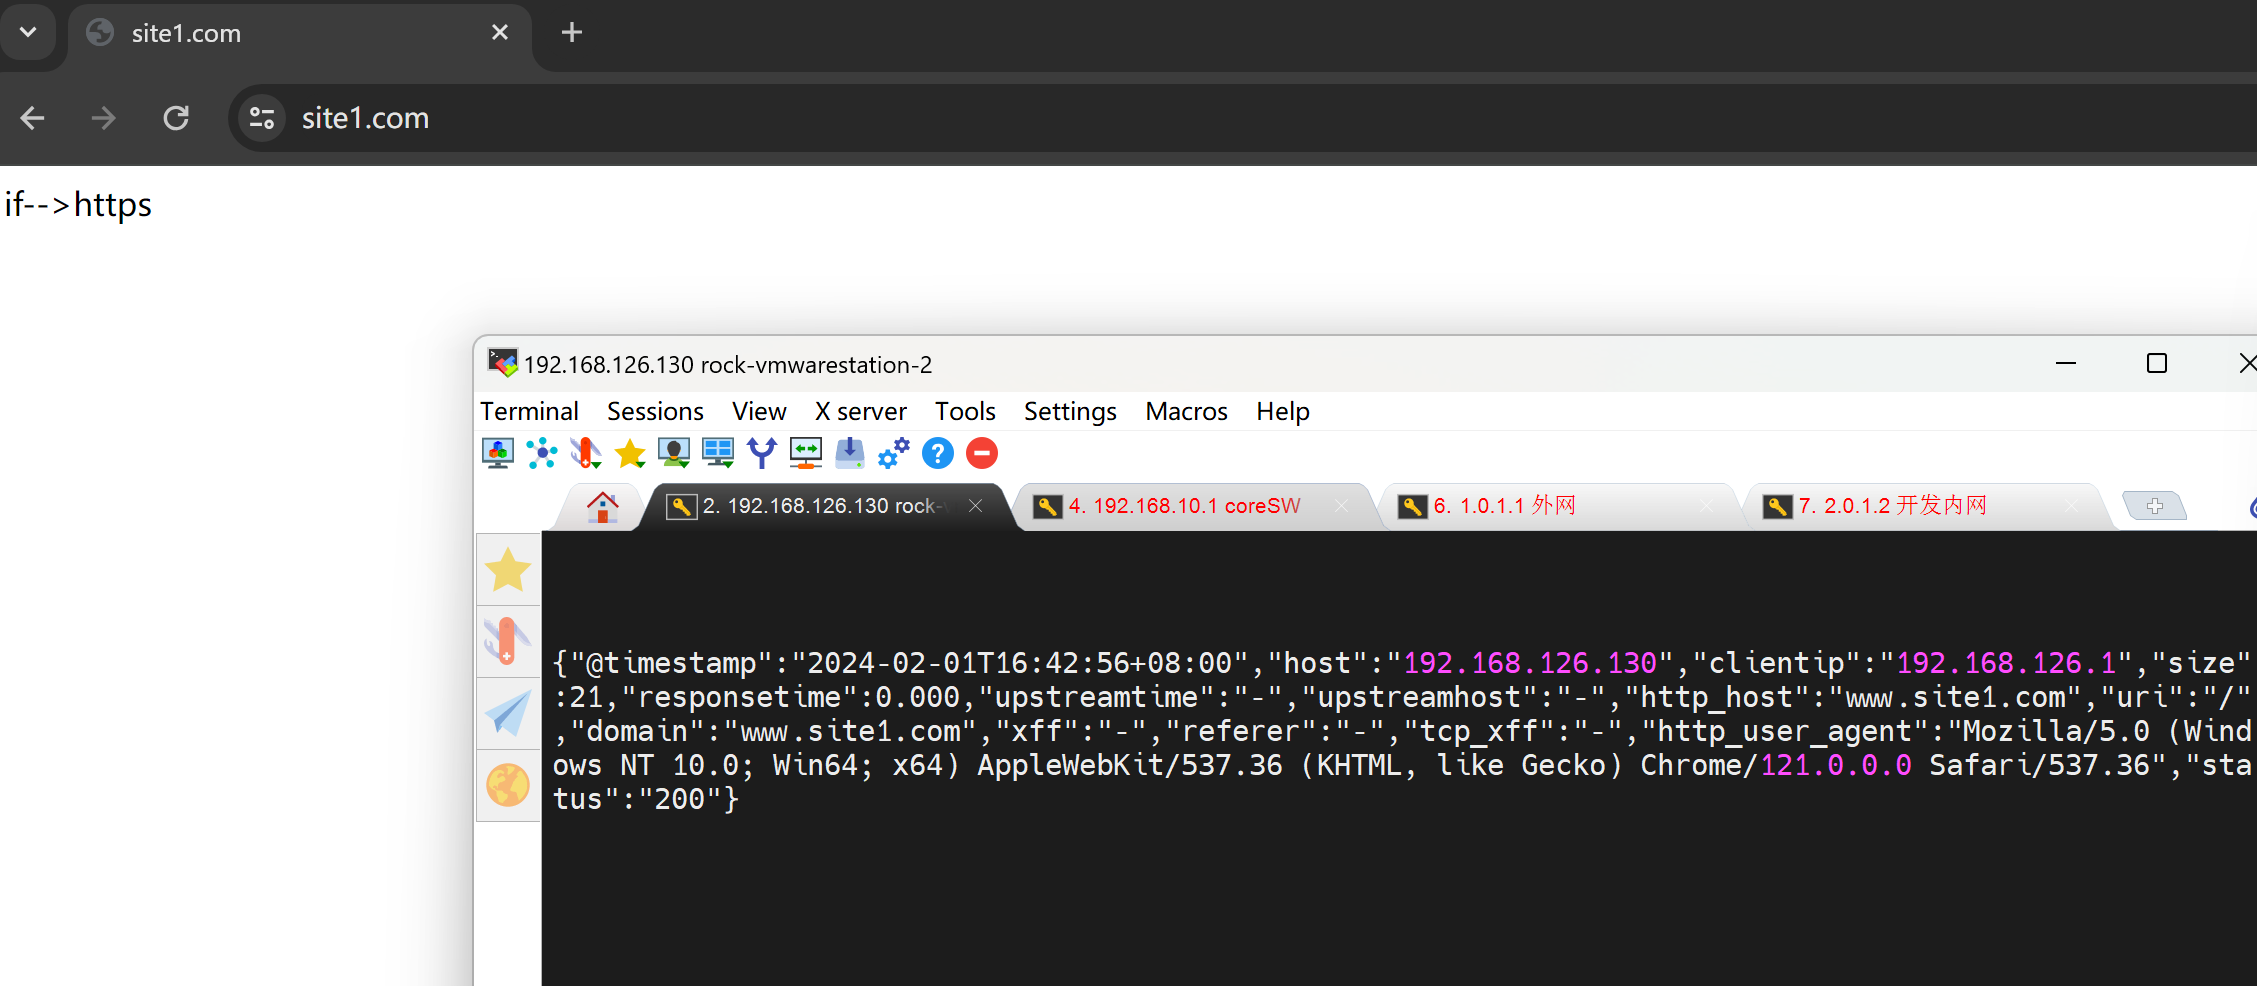 site1.com
site1.com
if-->https
192.168.126.130 rock-vmwarestation-2
Terminal Sessions View X server Tools Settings Macros Help
2. 192.168.126.130 rock- 4. 192.168.10.1 coreSW 6. 1.0.1.1 外网 7. 2.0.1.2 开发内网
{"@timestamp":"2024-02-01T16:42:56+08:00","host":"192.168.126.130","clientip":"192.168.126.1","size"
:21,"responsetime":0.000,"upstreamtime":"-","upstreamhost":"-","http_host":"www.site1.com","uri":"/"
,"domain":"www.site1.com","xff":"-","referer":"-","tcp_xff":"-","http_user_agent":"Mozilla/5.0 (Wind
ows NT 10.0; Win64; x64) AppleWebKit/537.36 (KHTML, like Gecko) Chrome/121.0.0.0 Safari/537.36","sta
tus":"200"}